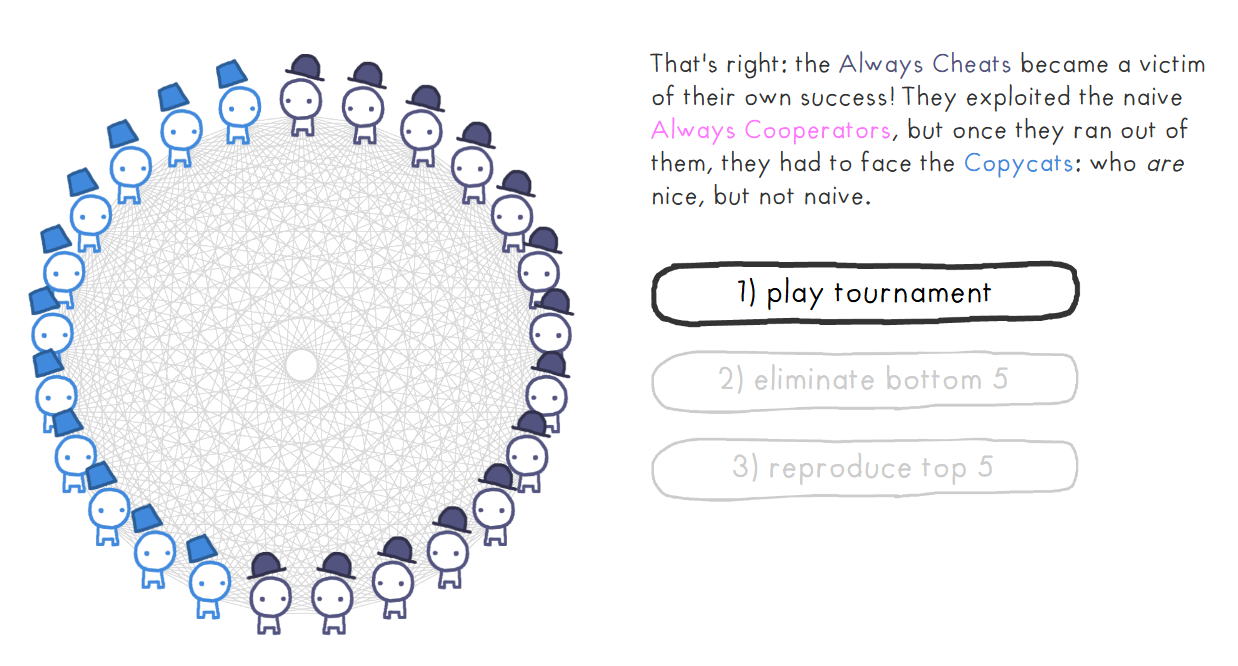 That's right: the Always Cheats became a victim
of their own success! They exploited the naive
Always Cooperators, but once they ran out of
them, they had to face the Copycats: who are
nice, but not naive.
1) play tournament
2) eliminate bottom 5
3) reproduce top 5